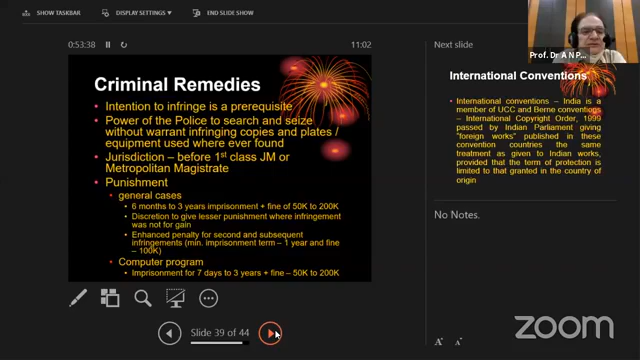 SHOW TASKBAR
DISPLAY SETTINGS ▾
END SLIDE SHOW
0:53:38
11:02
Criminal Remedies
• Intention to infringe is a prerequisite
• Power of the Police to search and seize
without warrant infringing copies and plates /
equipment used where ever found
• Jurisdiction – before 1st class JM or
Metropolitan Magistrate
• Punishment
general cases
• 6 months to 3 years imprisonment + fine of 50K to 200K
• Discretion to give lesser punishment where infringement
was not for gain
• Enhanced penalty for second and subsequent
infringements (min. imprisonment term – 1 year and fine
– 100K)
Computer program
• Imprisonment for 7 days to 3 years + fine – 50K to 200K
Slide 39 of 44
Next slide
Prof. Dr A N P...
International Conventions
• International conventions – India is a
member of UCC and Berne conventions
- International Copyright Order, 1999
passed by Indian Parliament giving
"foreign works" published in these
convention countries the same
treatment as given to Indian works,
provided that the term of protection is
limited to that granted in the country of
origin
No Notes.
A A
zoom